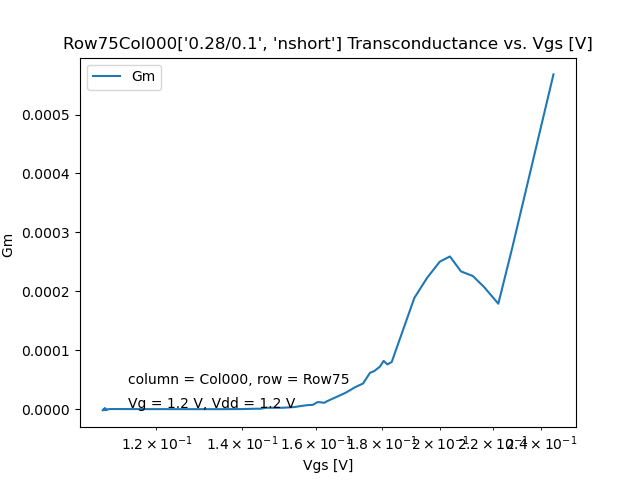 Row75Col000['0.28/0.1', 'nshort'] Transconductance vs. Vgs [V]
Gm
0.0005
0.0004
0.0003
0.0002
0.0001
0.0000
Gm
column = Col000, row = Row75
Vg = 1.2 V, Vdd = 1.2 V
1.2×10⁻¹ 1.4×10⁻¹ 1.6×10⁻¹ 1.8×10⁻¹ 2×10⁻¹ 2.2×10⁻¹ 2.4×10⁻¹
Vgs [V]